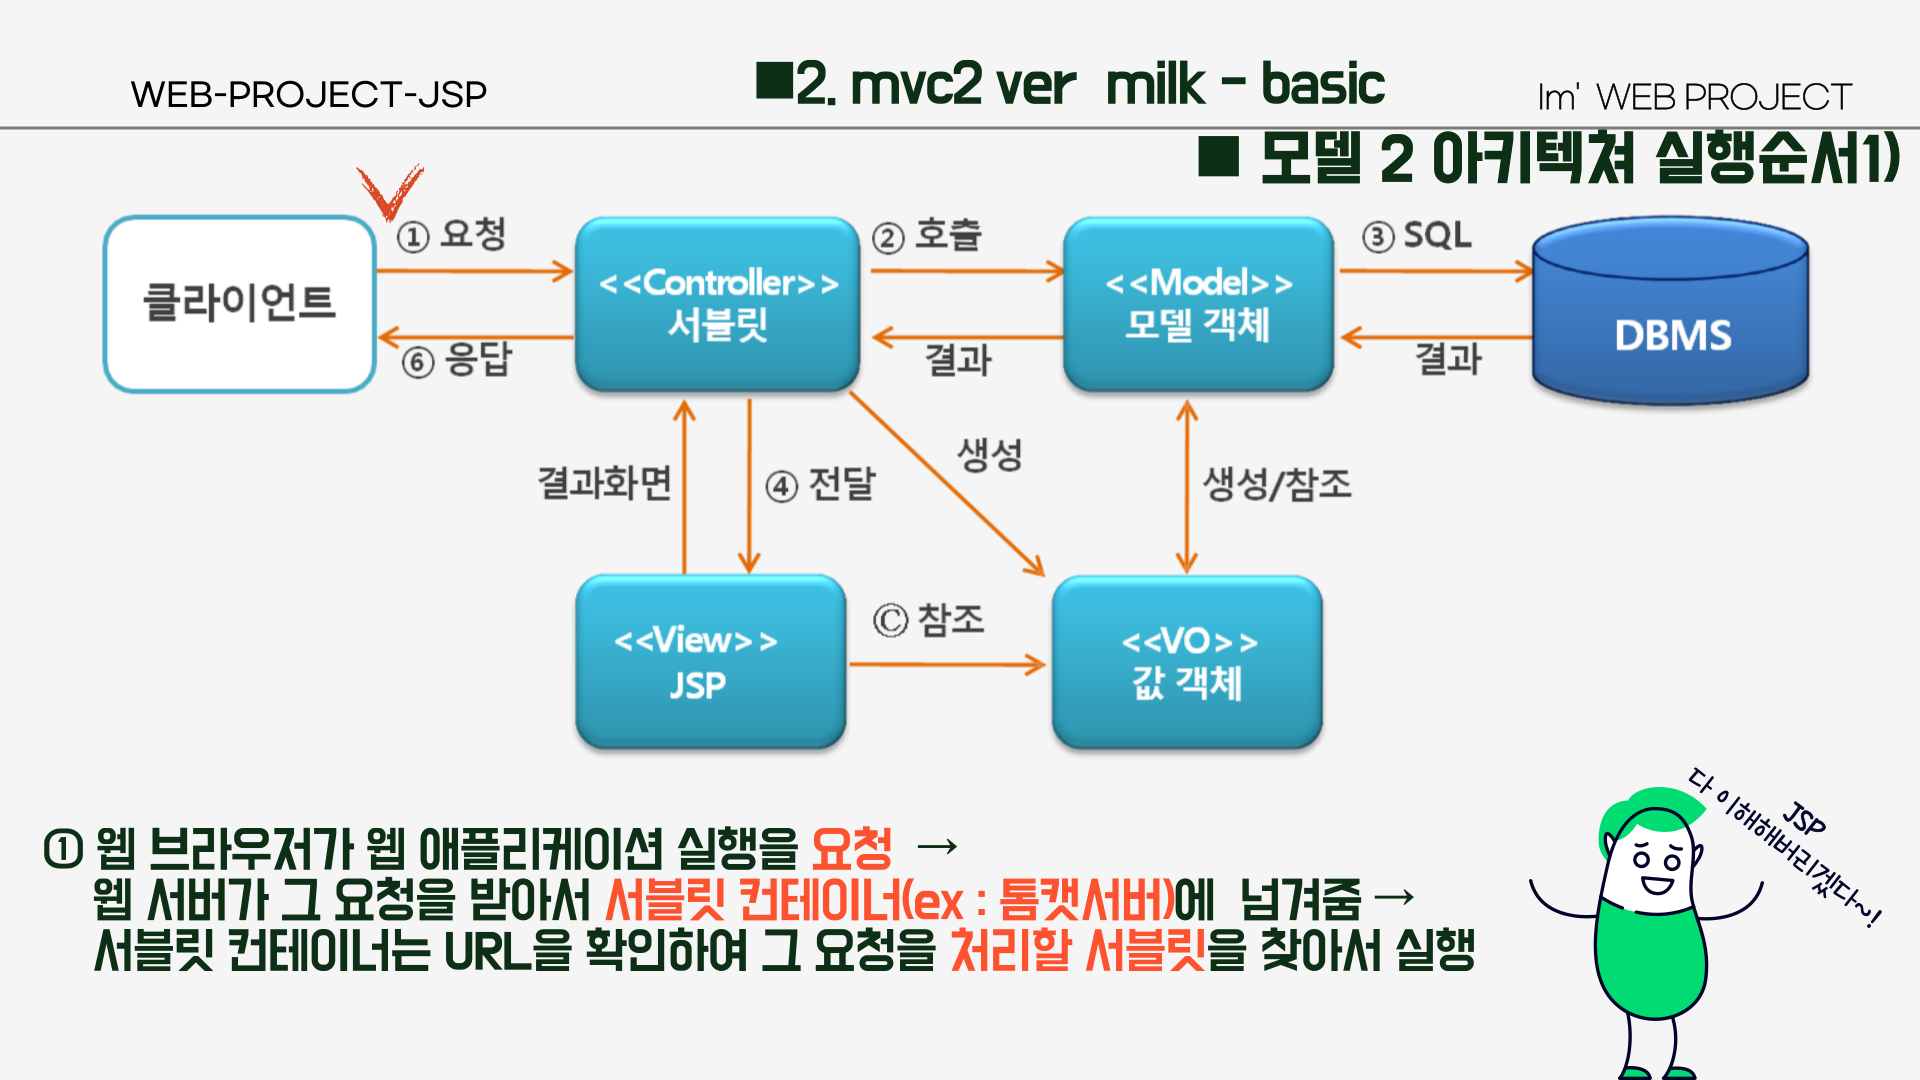 WEB-PROJECT-JSP
■2. mvc2 ver milk - basic
Im' WEB PROJECT
■ 모델 2 아키텍쳐 실행순서1)
① 요청
② 호출
③ SQL
클라이언트
<<Controller>>
서블릿
<<Model>>
모델 객체
DBMS
⑥ 응답
결과
결과
결과화면
④ 전달
생성
생성/참조
<<View>>
JSP
Ⓒ 참조
<<VO>>
값 객체
JSP
다 이해해버리겠다~!
① 웹 브라우저가 웹 애플리케이션 실행을 요청 →
웹 서버가 그 요청을 받아서 서블릿 컨테이너(ex : 톰캣서버)에 넘겨줌 →
서블릿 컨테이너는 URL을 확인하여 그 요청을 처리할 서블릿을 찾아서 실행